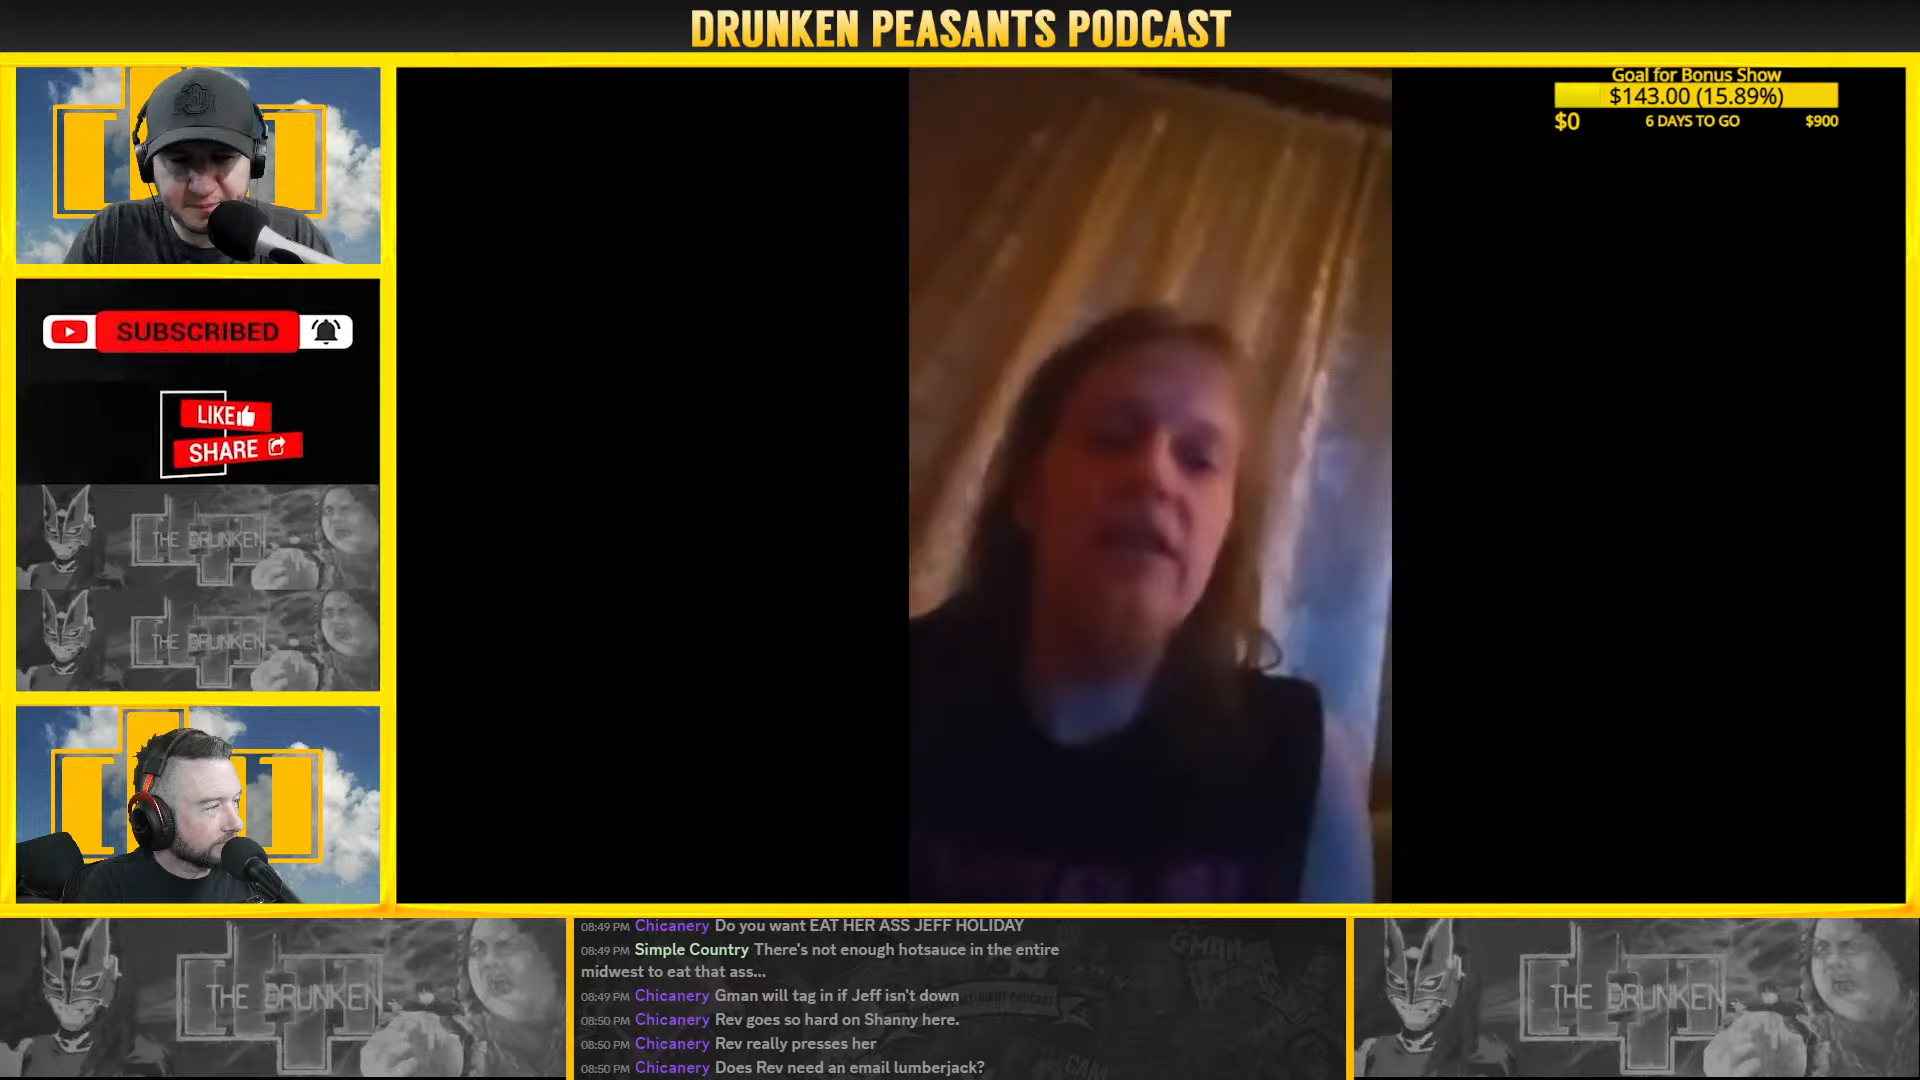 DRUNKEN PEASANTS PODCAST
Goal for Bonus Show
$143.00 (15.89%)
$0 6 DAYS TO GO $900
SUBSCRIBED
LIKE
SHARE
THE DRUNKEN
THE DRUNKEN
08:49 PM Chicanery Do you want EAT HER ASS JEFF HOLIDAY
08:49 PM Simple Country There's not enough hotsauce in the entire
midwest to eat that ass...
08:49 PM Chicanery Gman will tag in if Jeff isn't down
08:50 PM Chicanery Rev goes so hard on Shanny here.
08:50 PM Chicanery Rev really presses her
08:50 PM Chicanery Does Rev need an email lumberjack?
THE DRUNKEN
THE DRUNKEN